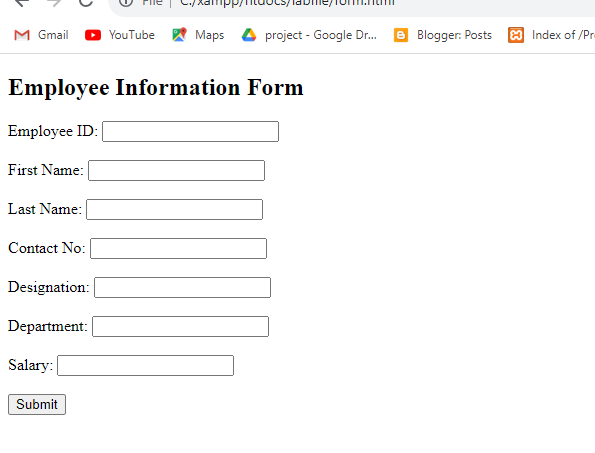 File | C:/xampp/htdocs/labfile/form.html
Gmail YouTube Maps project - Google Dr... Blogger: Posts Index of /Pr
Employee Information Form
Employee ID:
First Name:
Last Name:
Contact No:
Designation:
Department:
Salary:
Submit